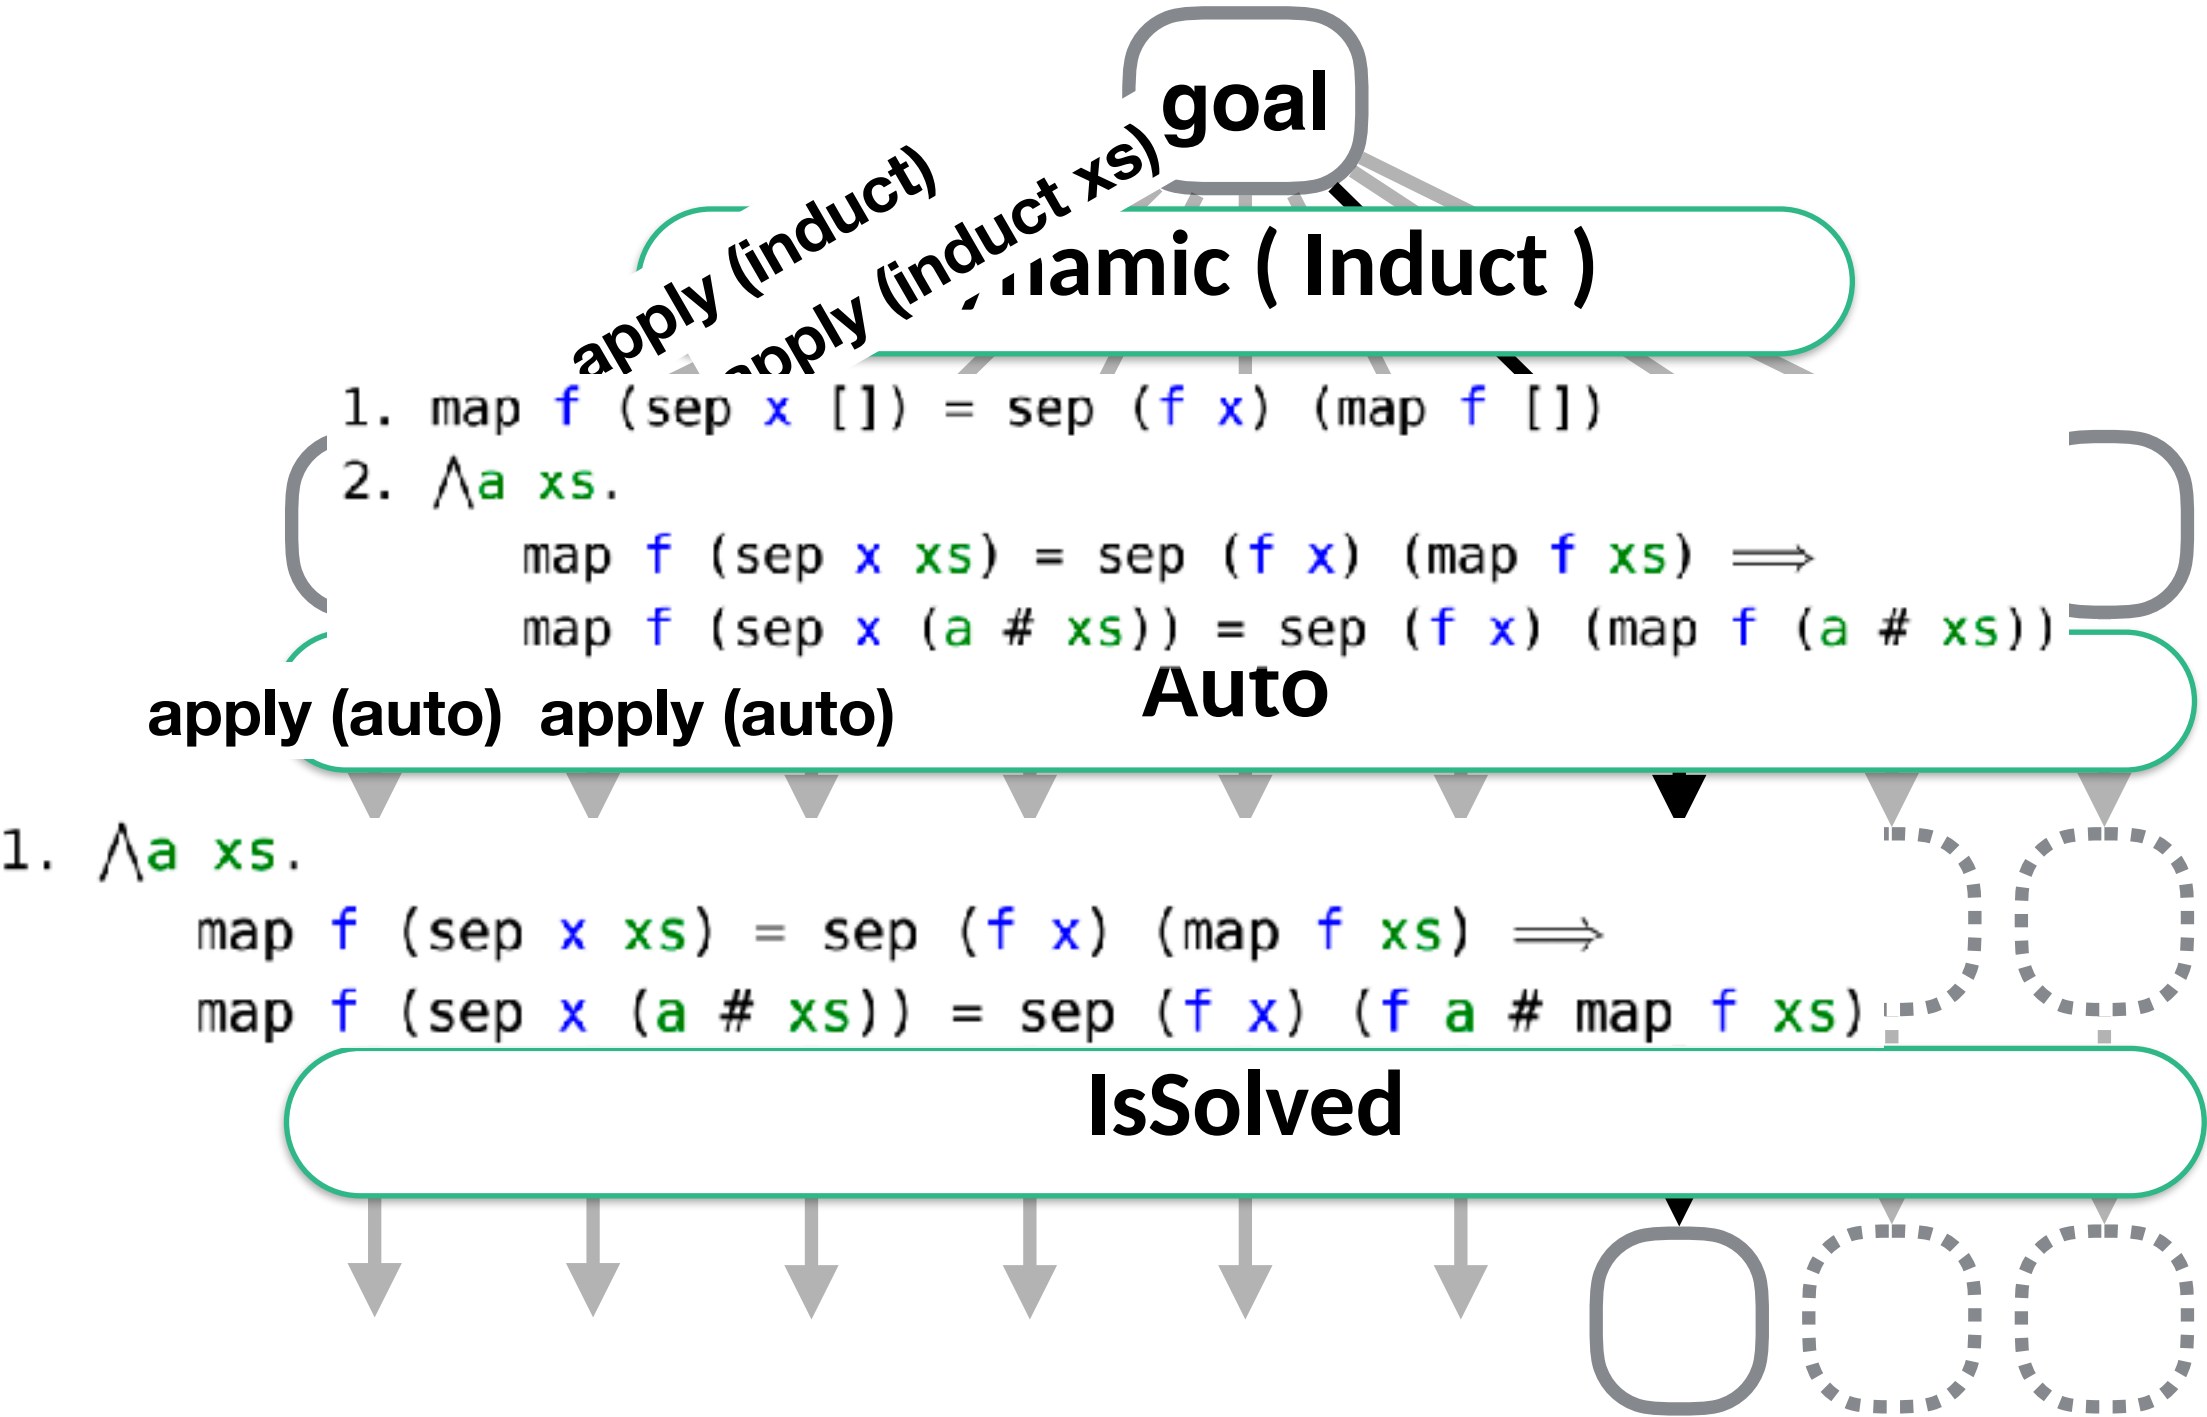 goal
apply (induct)
apply (induct xs)
namic ( Induct )
1. map f (sep x []) = sep (f x) (map f [])
2. ⋀a xs.
map f (sep x xs) = sep (f x) (map f xs) ⟹
map f (sep x (a # xs)) = sep (f x) (map f (a # xs))
Auto
apply (auto) apply (auto)
1. ⋀a xs.
map f (sep x xs) = sep (f x) (map f xs) ⟹
map f (sep x (a # xs)) = sep (f x) (f a # map f xs)
IsSolved